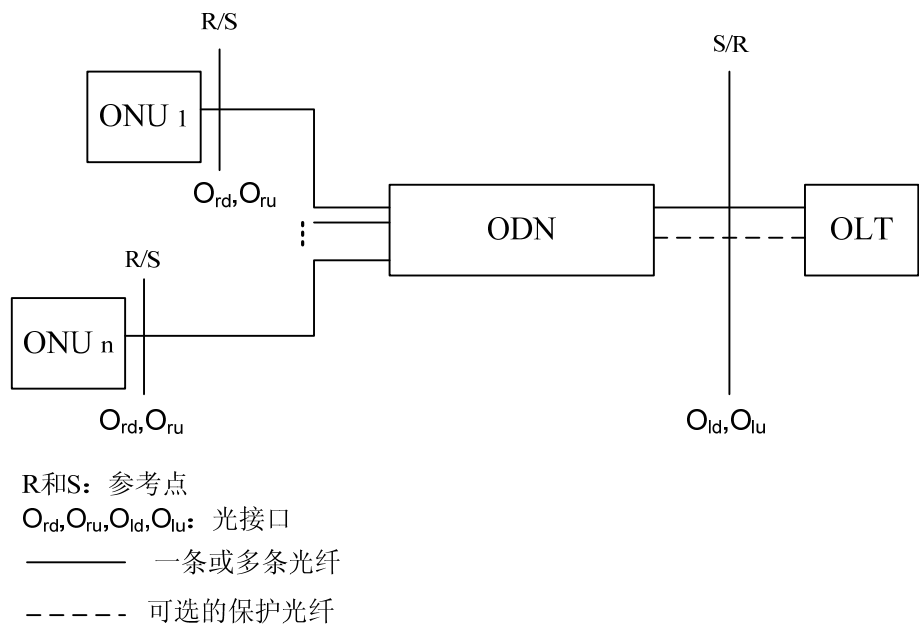 R/S
S/R
ONU 1
Ord,Oru
ODN
OLT
R/S
ONU n
Ord,Oru
Old,Olu
R和S：参考点
Ord,Oru,Old,Olu：光接口
一条或多条光纤
可选的保护光纤